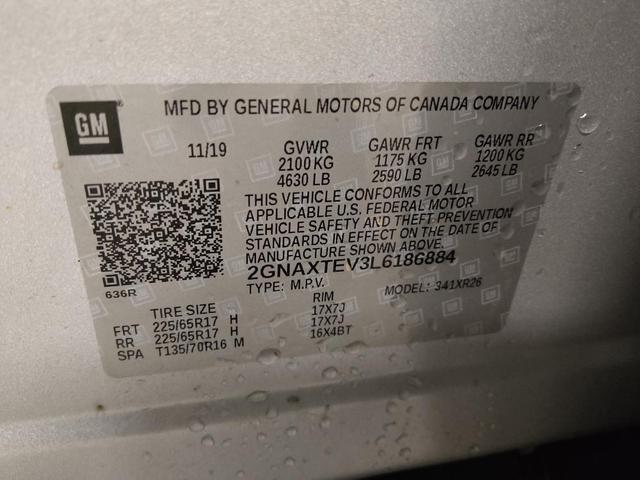 GM
MFD BY GENERAL MOTORS OF CANADA COMPANY
11/19 GVWR GAWR FRT GAWR RR
2100 KG 1175 KG 1200 KG
4630 LB 2590 LB 2645 LB
THIS VEHICLE CONFORMS TO ALL
APPLICABLE U.S. FEDERAL MOTOR
VEHICLE SAFETY AND THEFT PREVENTION
STANDARDS IN EFFECT ON THE DATE OF
MANUFACTURE SHOWN ABOVE.
2GNAXTEV3L6186884
TYPE: M.P.V. MODEL: 341XR26
636R
TIRE SIZE RIM
FRT 225/65R17 H 17X7J
RR 225/65R17 H 17X7J
SPA T135/70R16 M 16X4BT